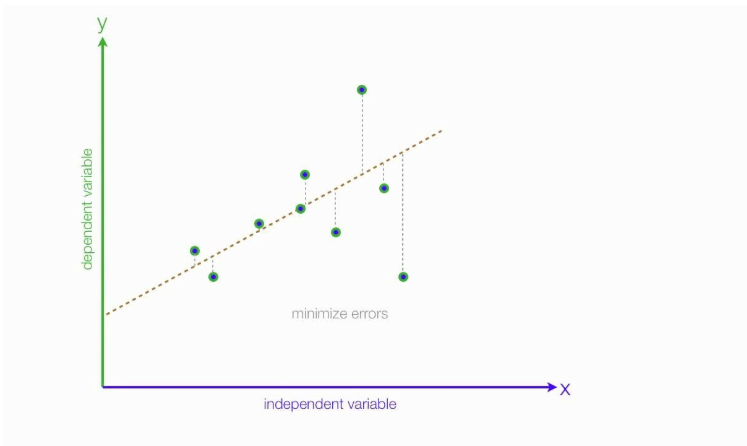 y
dependent variable
minimize errors
x
independent variable